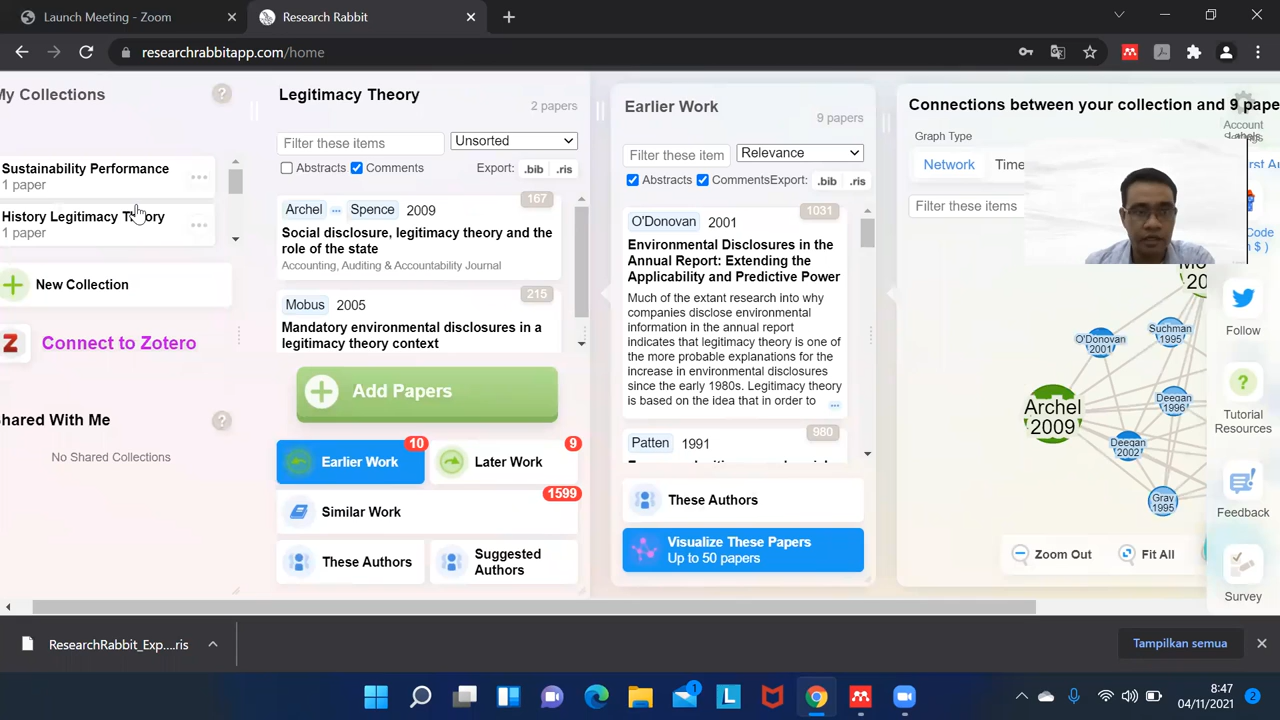 Launch Meeting - Zoom
Research Rabbit
researchrabbitapp.com/home
My Collections
?
Sustainability Performance
1 paper
History Legitimacy Theory
1 paper
New Collection
Z
Connect to Zotero
Shared With Me
?
No Shared Collections
Legitimacy Theory
2 papers
Filter these items
Unsorted
Abstracts
Comments
Export:
.bib
.ris
167
Archel ... Spence 2009
Social disclosure, legitimacy theory and the
role of the state
Accounting, Auditing & Accountability Journal
215
Mobus 2005
Mandatory environmental disclosures in a
legitimacy theory context
Add Papers
Earlier Work
10
Later Work
9
Similar Work
1599
These Authors
Suggested
Authors
Earlier Work
9 papers
Filter these item
Relevance
Abstracts
Comments
Export:
.bib
.ris
1031
O'Donovan 2001
Environmental Disclosures in the
Annual Report: Extending the
Applicability and Predictive Power
Much of the extant research into why
companies disclose environmental
information in the annual report
indicates that legitimacy theory is one of
the more probable explanations for the
increase in environmental disclosures
since the early 1980s. Legitimacy theory
is based on the idea that in order to ...
980
Patten 1991
These Authors
Visualize These Papers
Up to 50 papers
Connections between your collection and 9 pape
Graph Type
Labels
Network
Time
First A
Filter these items
O'Donovan
2001
Suchman
1995
Deegan
1996
Archel
2009
Deegan
2002
Gray
1995
Zoom Out
Fit All
Account
Code
$ )
Follow
?
Tutorial
Resources
Feedback
Survey
ResearchRabbit_Exp....ris
Tampilkan semua
L
1
8:47
04/11/2021
2